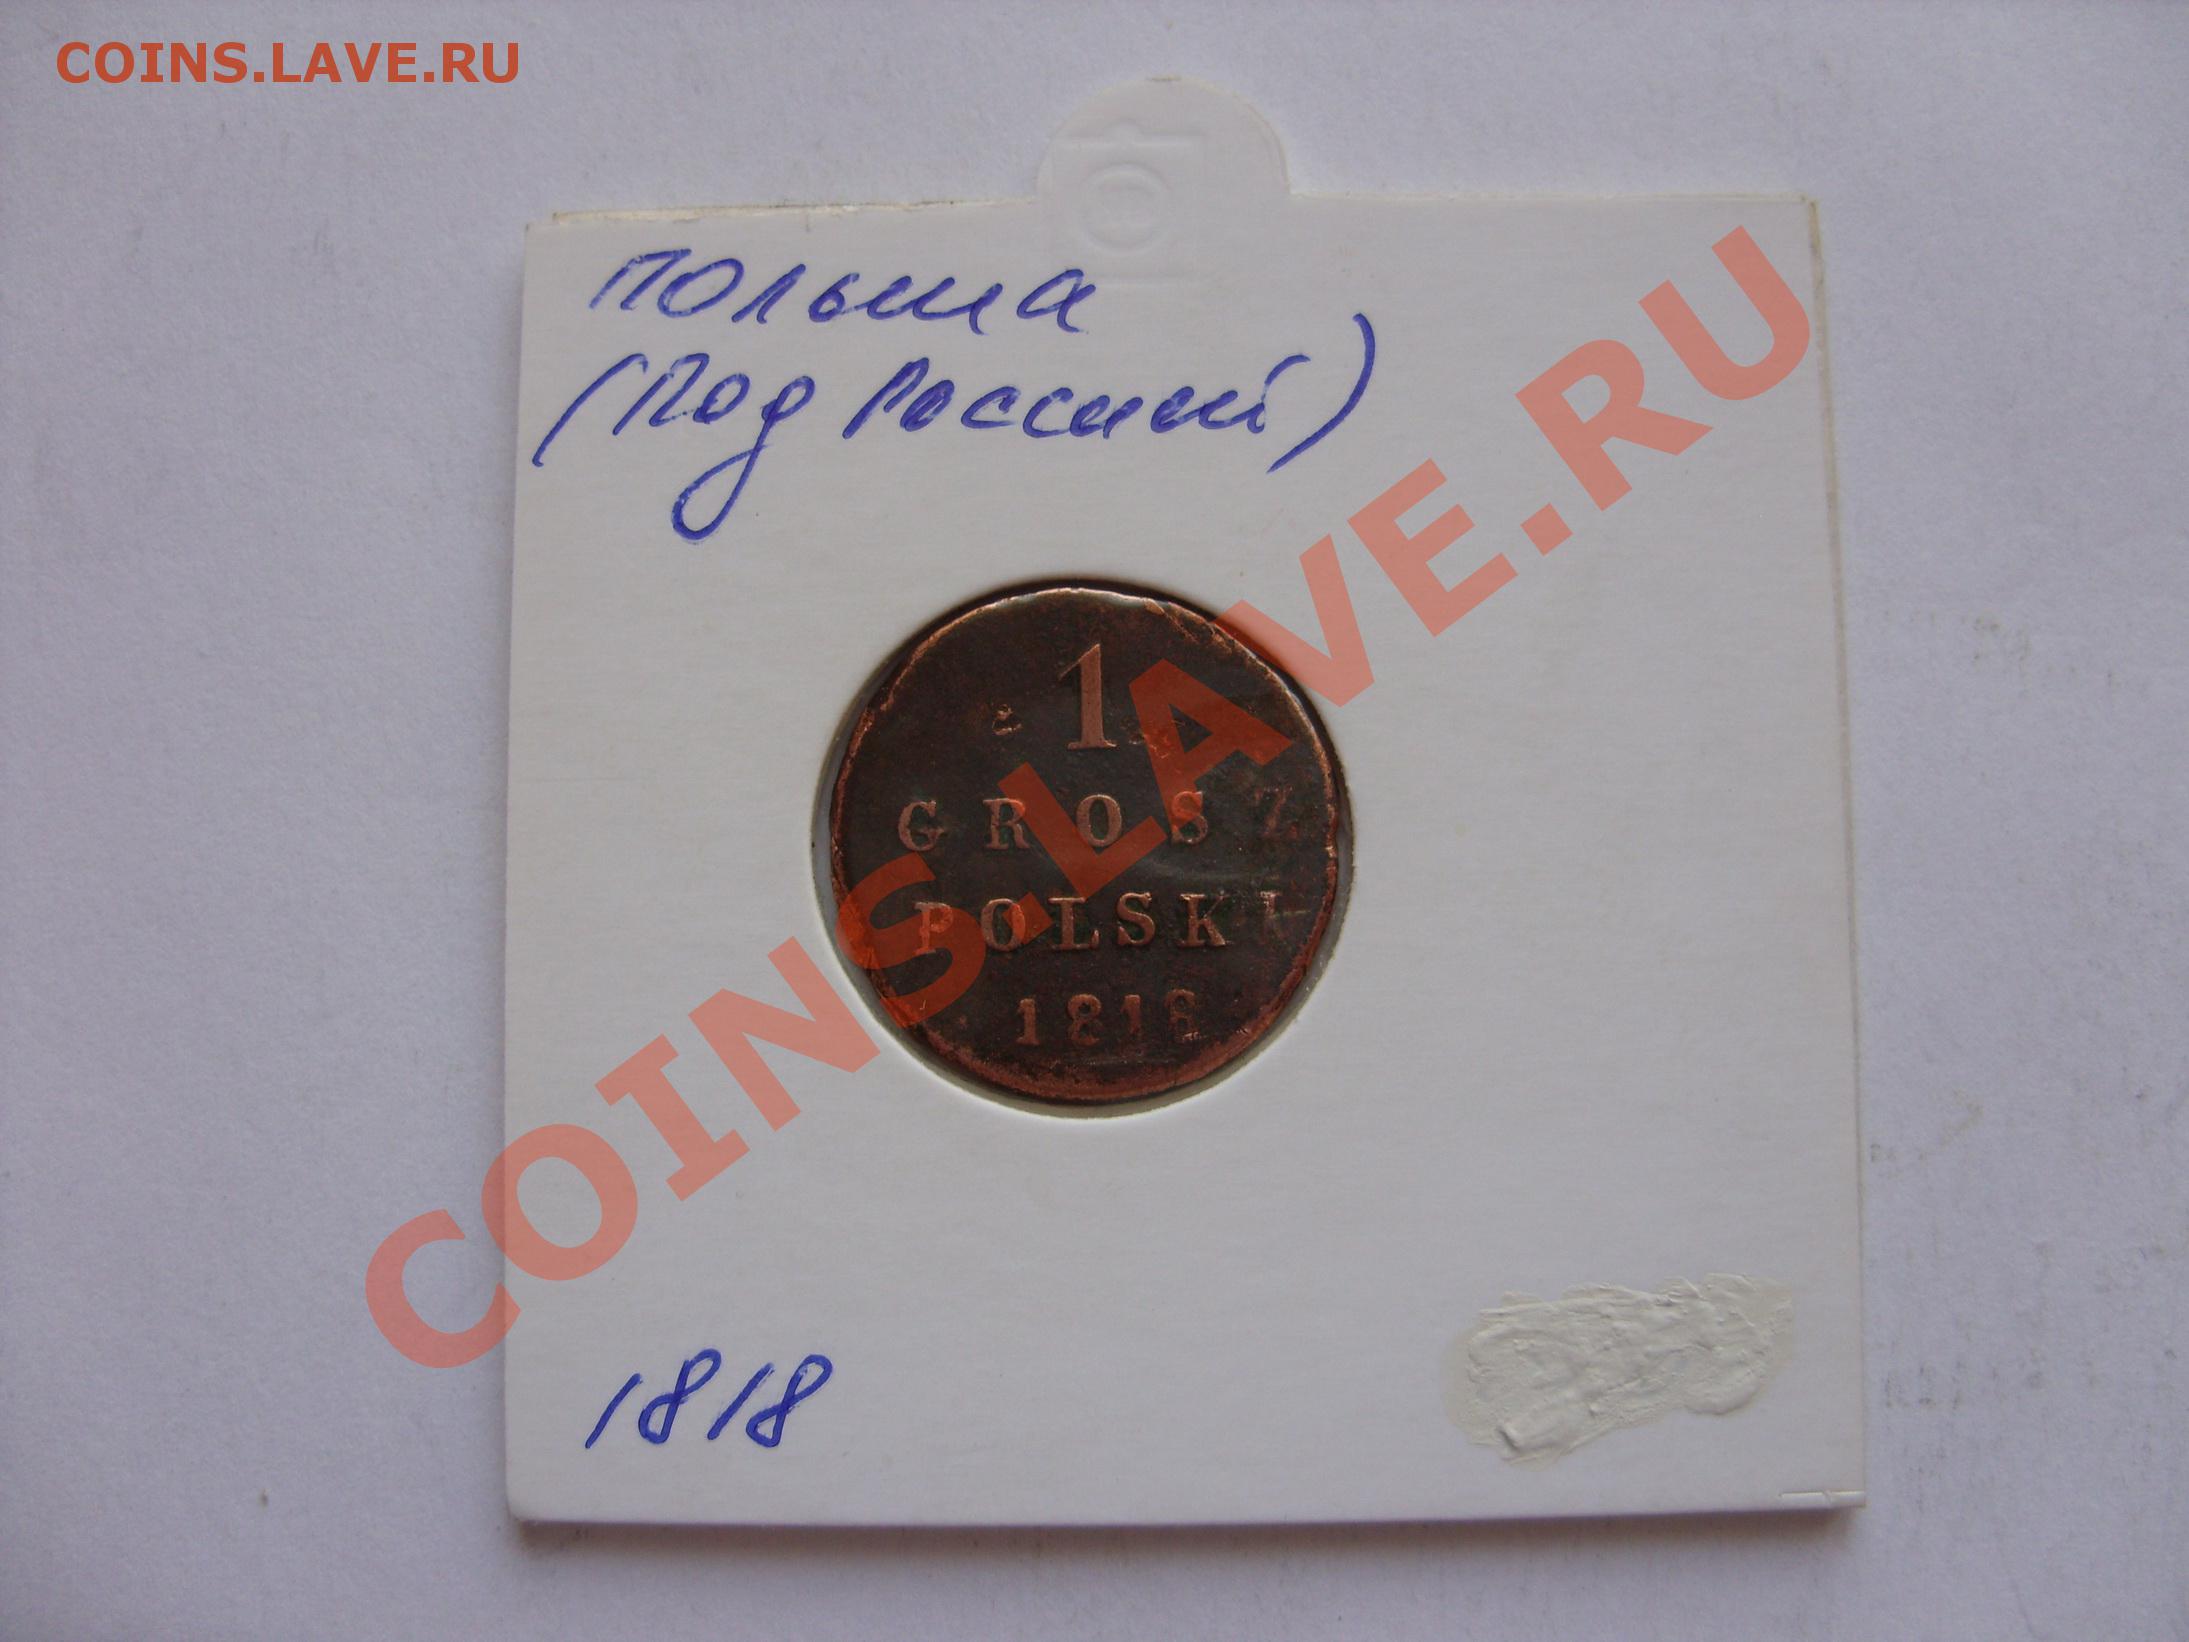 COINS.LAVE.RU
Польша
(Под Россией)
1
GROSZ
POLSKI
1818
1818
COINS.LAVE.RU